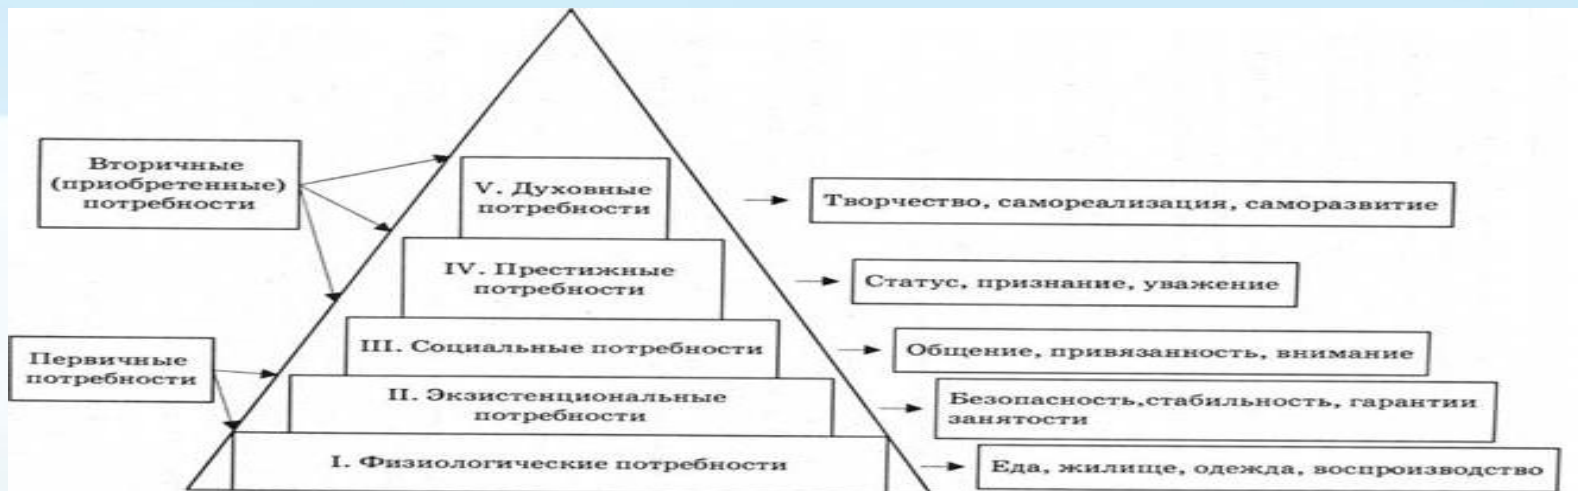 Вторичные
(приобретенные)
потребности
V. Духовные
потребности
Творчество, самореализация, саморазвитие
IV. Престижные
потребности
Статус, признание, уважение
Первичные
потребности
III. Социальные потребности
Общение, привязанность, внимание
II. Экзистенциональные
потребности
Безопасность,стабильность, гарантии
занятости
I. Физиологические потребности
Еда, жилище, одежда, воспроизводство